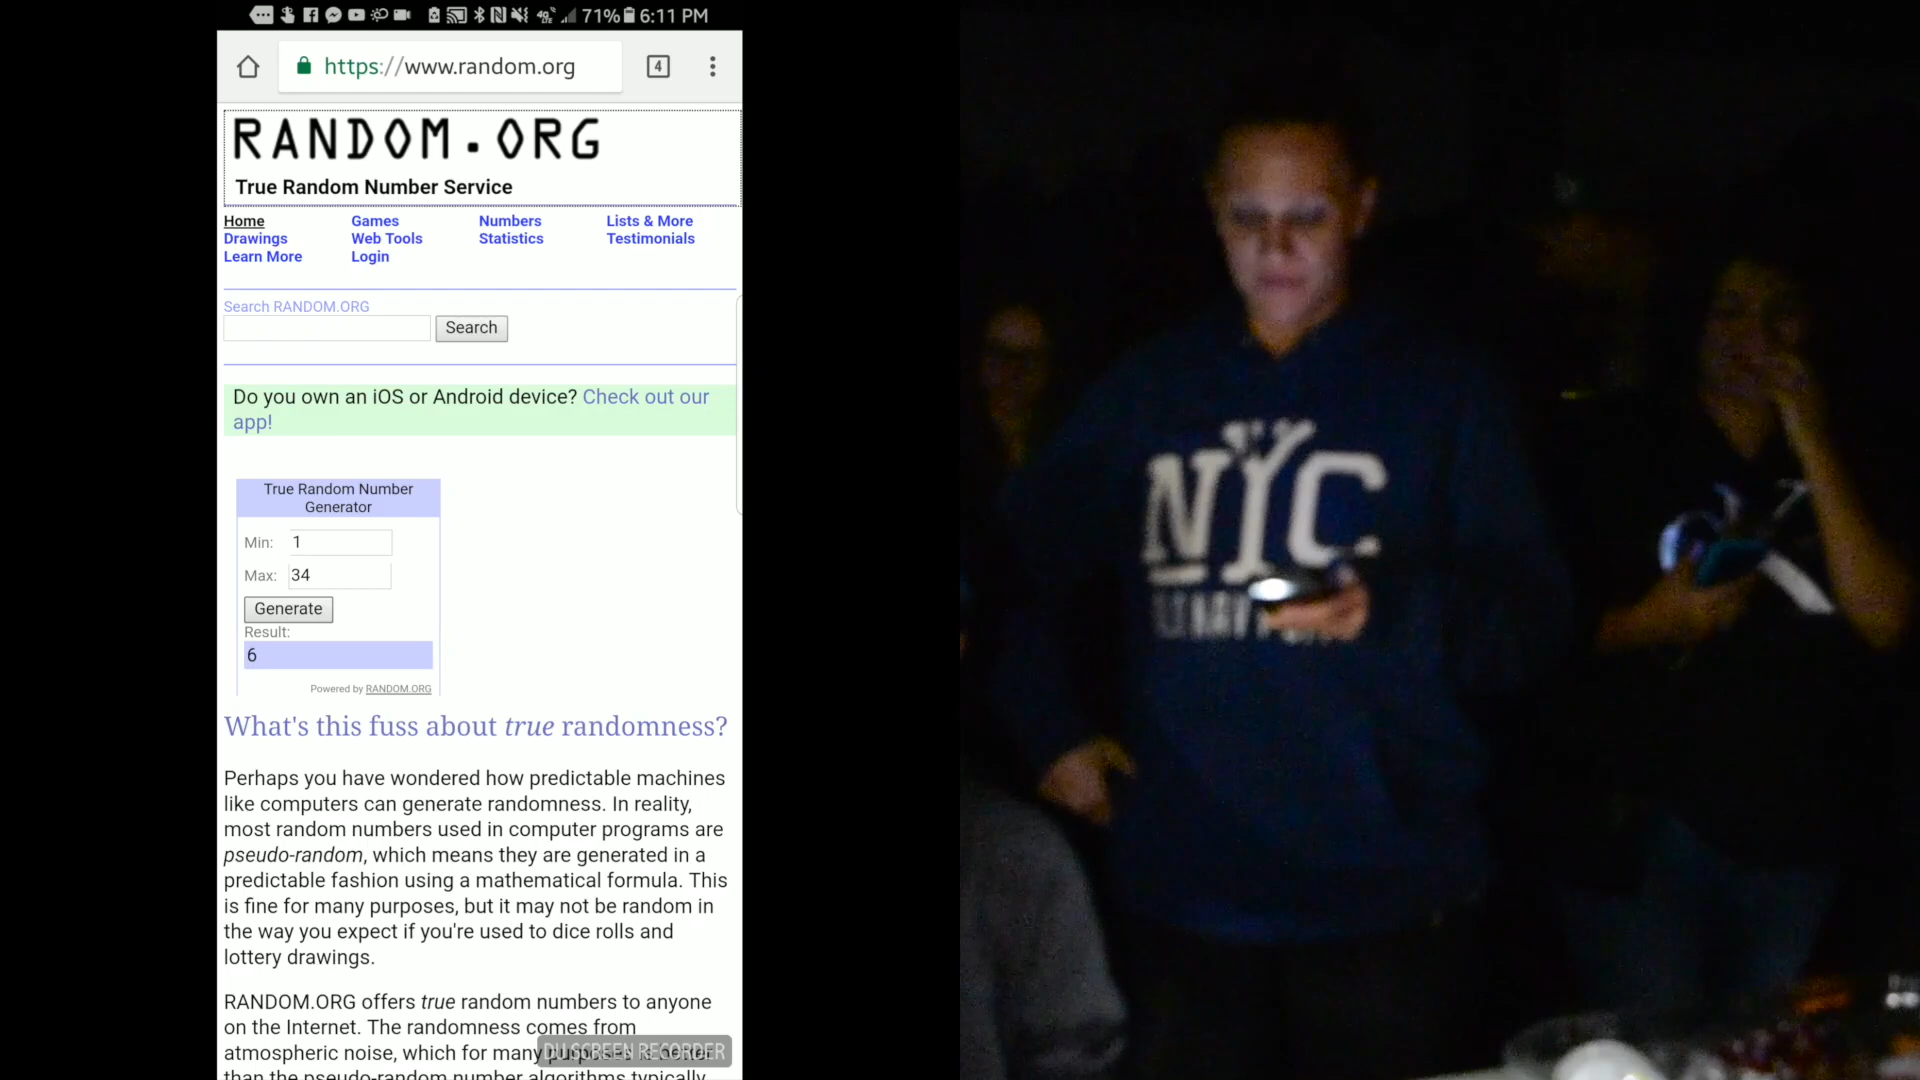 71% 6:11 PM
https://www.random.org
4
RANDOM.ORG
True Random Number Service
Home Games Numbers Lists & More
Drawings Web Tools Statistics Testimonials
Learn More Login
Search RANDOM.ORG
Search
Do you own an iOS or Android device? Check out our
app!
True Random Number
Generator
Min: 1
Max: 34
Generate
Result:
6
Powered by RANDOM.ORG
What's this fuss about true randomness?
Perhaps you have wondered how predictable machines
like computers can generate randomness. In reality,
most random numbers used in computer programs are
pseudo-random, which means they are generated in a
predictable fashion using a mathematical formula. This
is fine for many purposes, but it may not be random in
the way you expect if you're used to dice rolls and
lottery drawings.
RANDOM.ORG offers true random numbers to anyone
on the Internet. The randomness comes from
atmospheric noise, which for many
DU SCREEN RECORDER
than the pseudo-random number algorithms typically
NYC